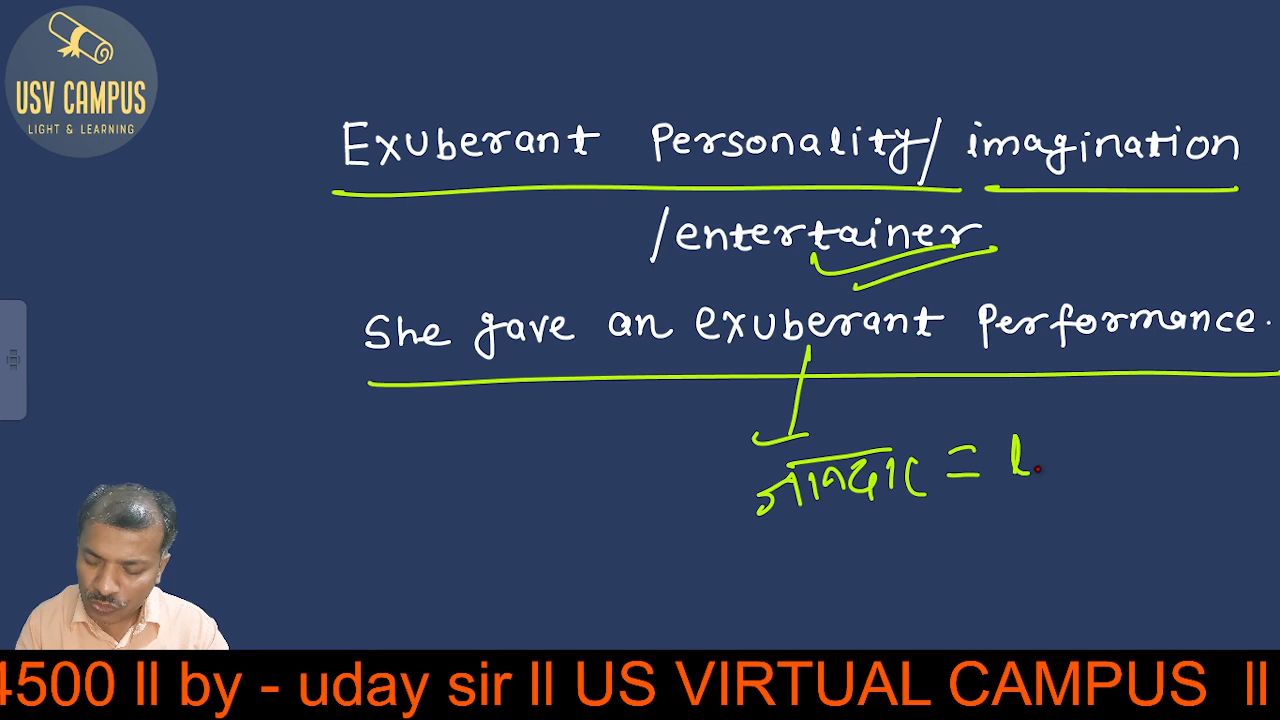 USV CAMPUS
LIGHT & LEARNING
Exuberant Personality/ imagination
/entertainer
She gave an exuberant Performance.
जानदार = l
4500 ll by - uday sir ll US VIRTUAL CAMPUS ll